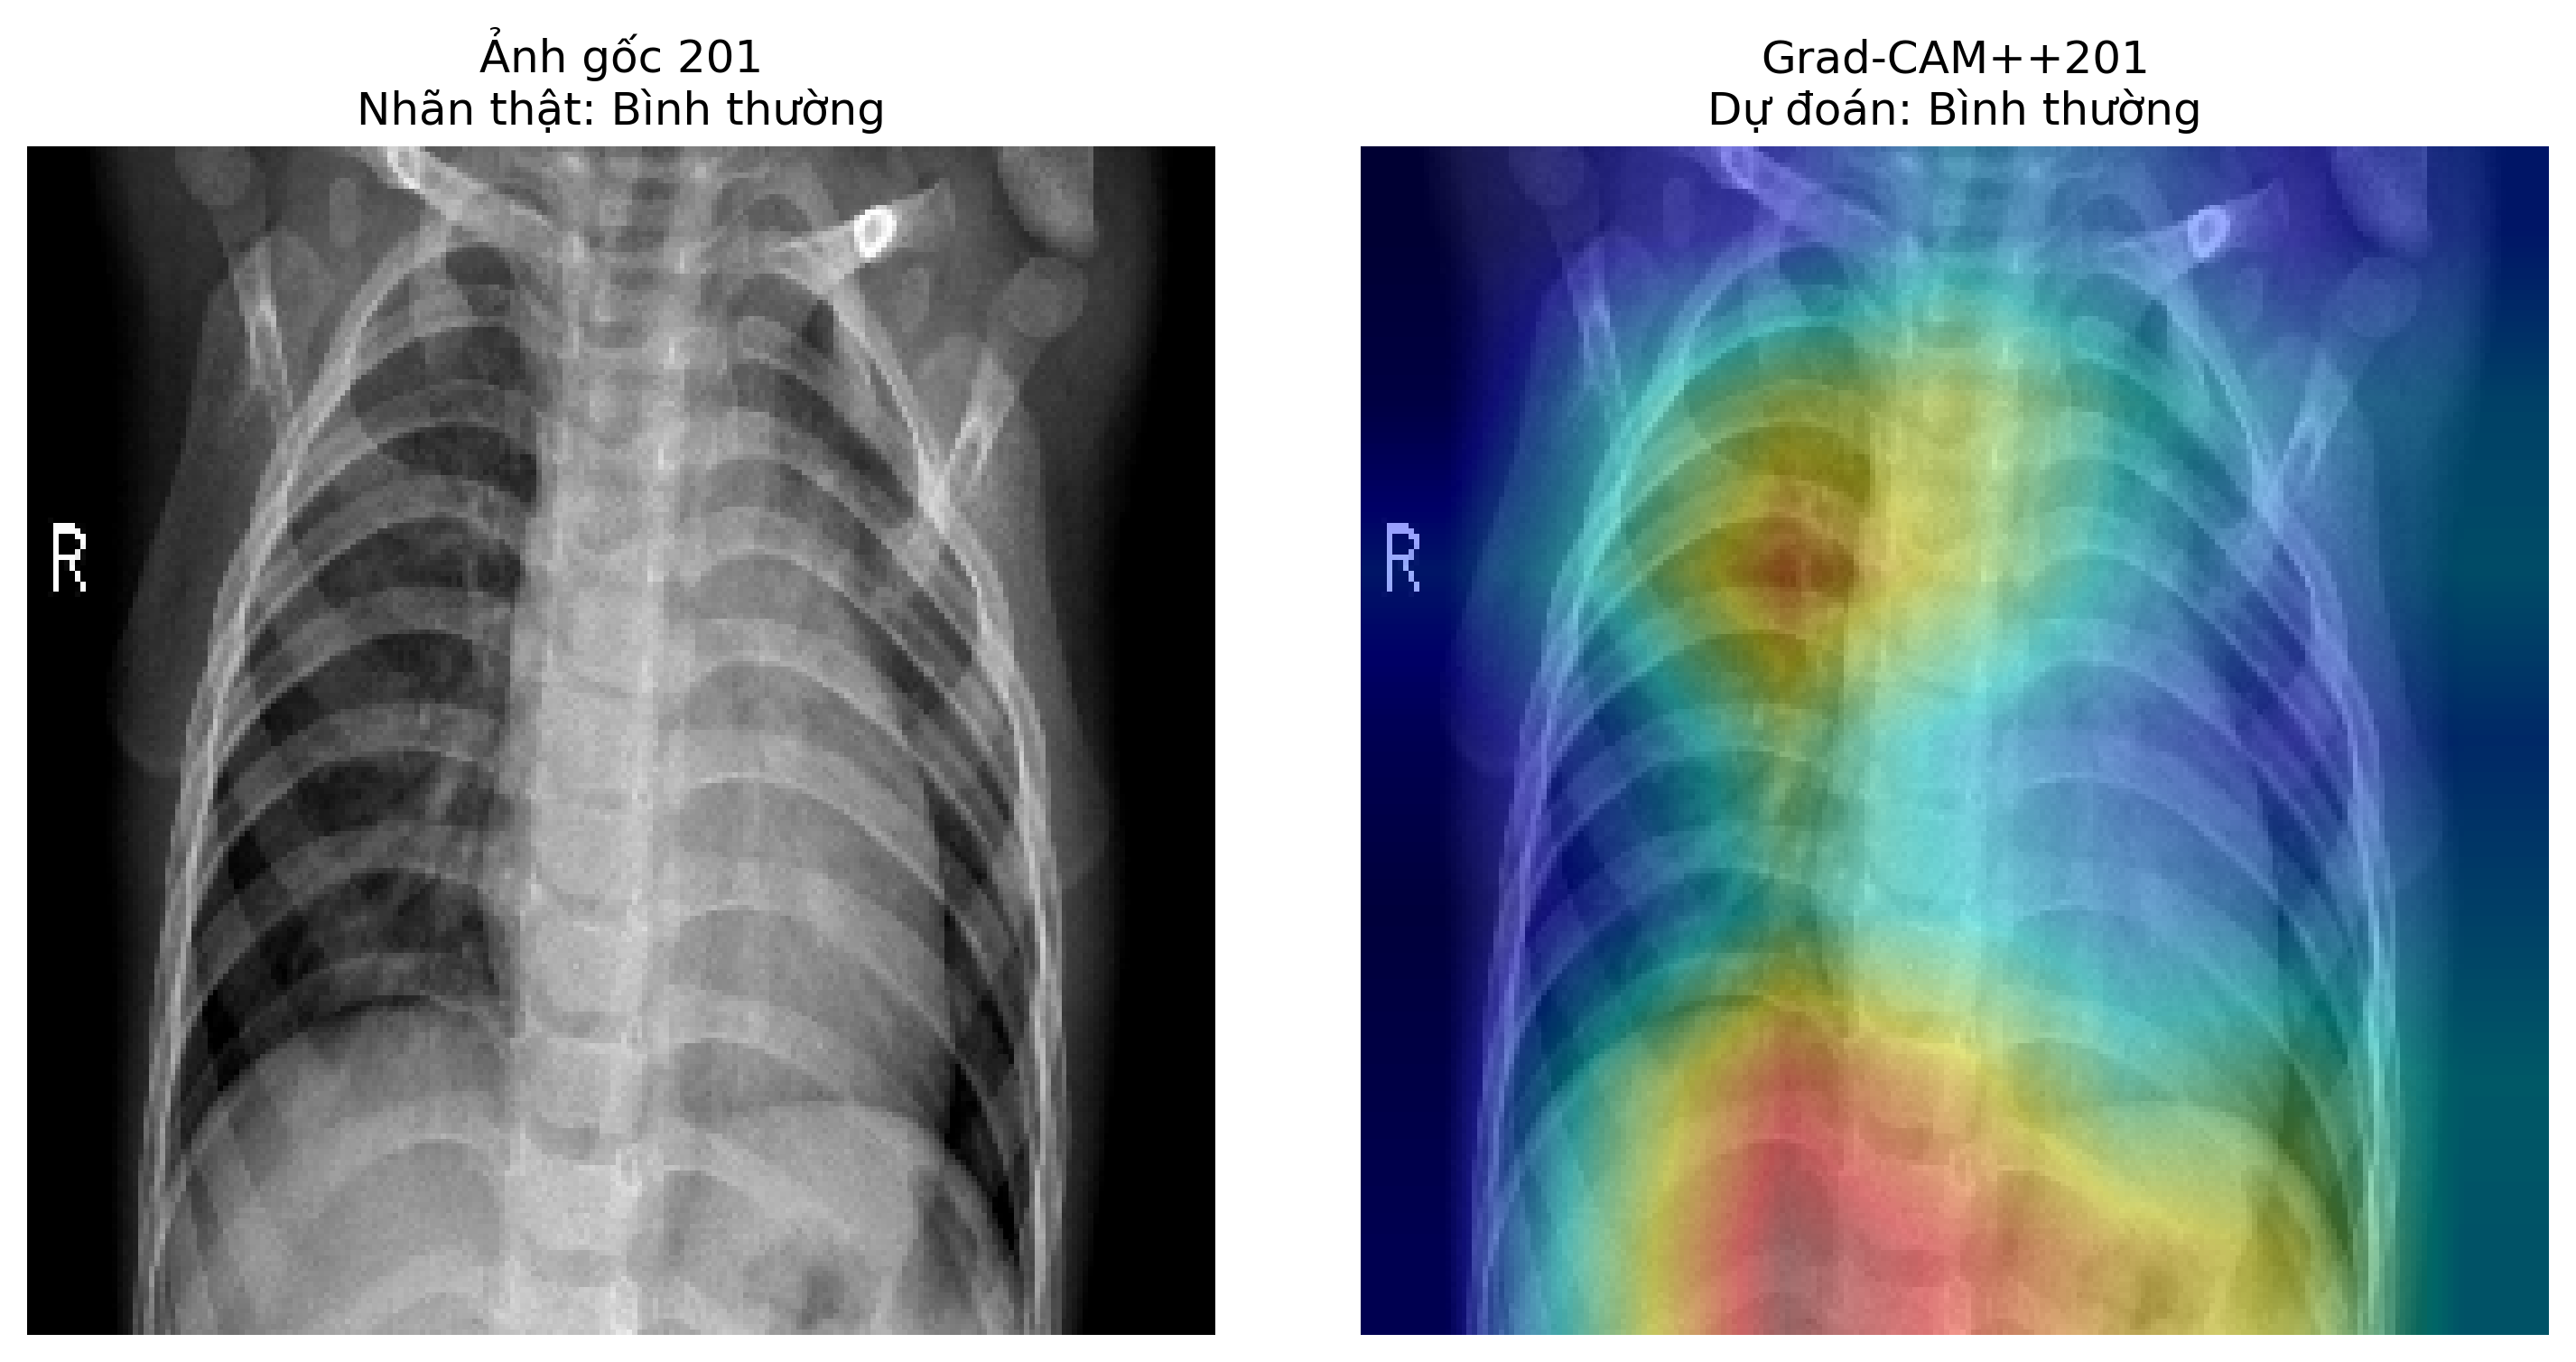 Ảnh gốc 201
Nhãn thật: Bình thường
Grad-CAM++201
Dự đoán: Bình thường
R
R